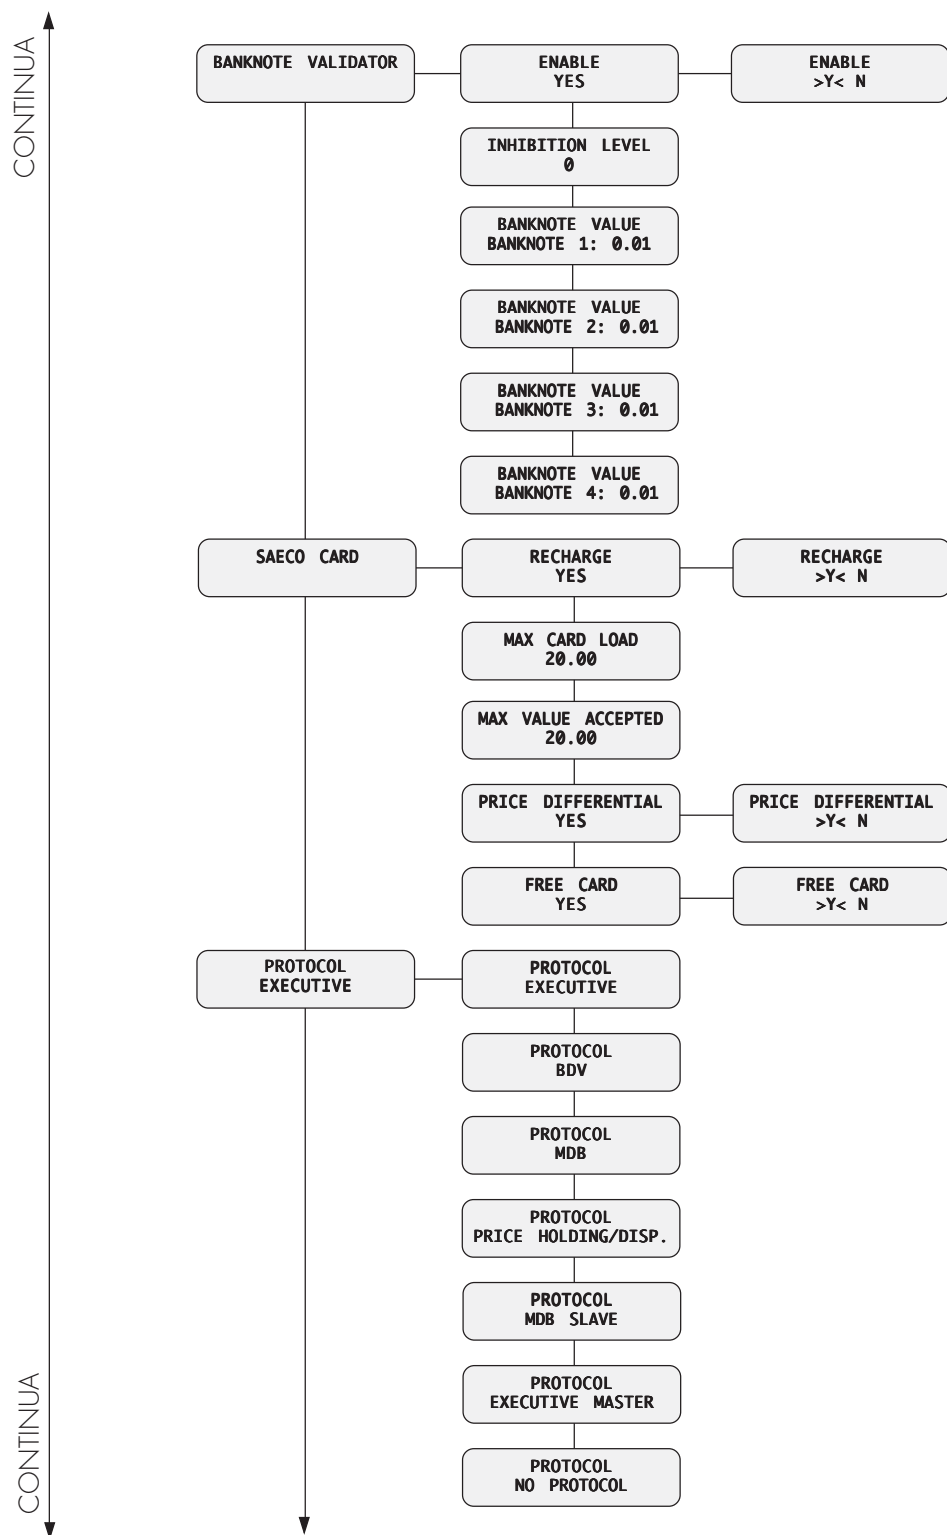 CONTINUA
BANKNOTE VALIDATOR
ENABLE
YES
ENABLE
>Y< N
INHIBITION LEVEL
0
BANKNOTE VALUE
BANKNOTE 1: 0.01
BANKNOTE VALUE
BANKNOTE 2: 0.01
BANKNOTE VALUE
BANKNOTE 3: 0.01
BANKNOTE VALUE
BANKNOTE 4: 0.01
SAECO CARD
RECHARGE
YES
RECHARGE
>Y< N
MAX CARD LOAD
20.00
MAX VALUE ACCEPTED
20.00
PRICE DIFFERENTIAL
YES
PRICE DIFFERENTIAL
>Y< N
FREE CARD
YES
FREE CARD
>Y< N
PROTOCOL
EXECUTIVE
PROTOCOL
EXECUTIVE
PROTOCOL
BDV
PROTOCOL
MDB
PROTOCOL
PRICE HOLDING/DISP.
PROTOCOL
MDB SLAVE
PROTOCOL
EXECUTIVE MASTER
PROTOCOL
NO PROTOCOL
CONTINUA